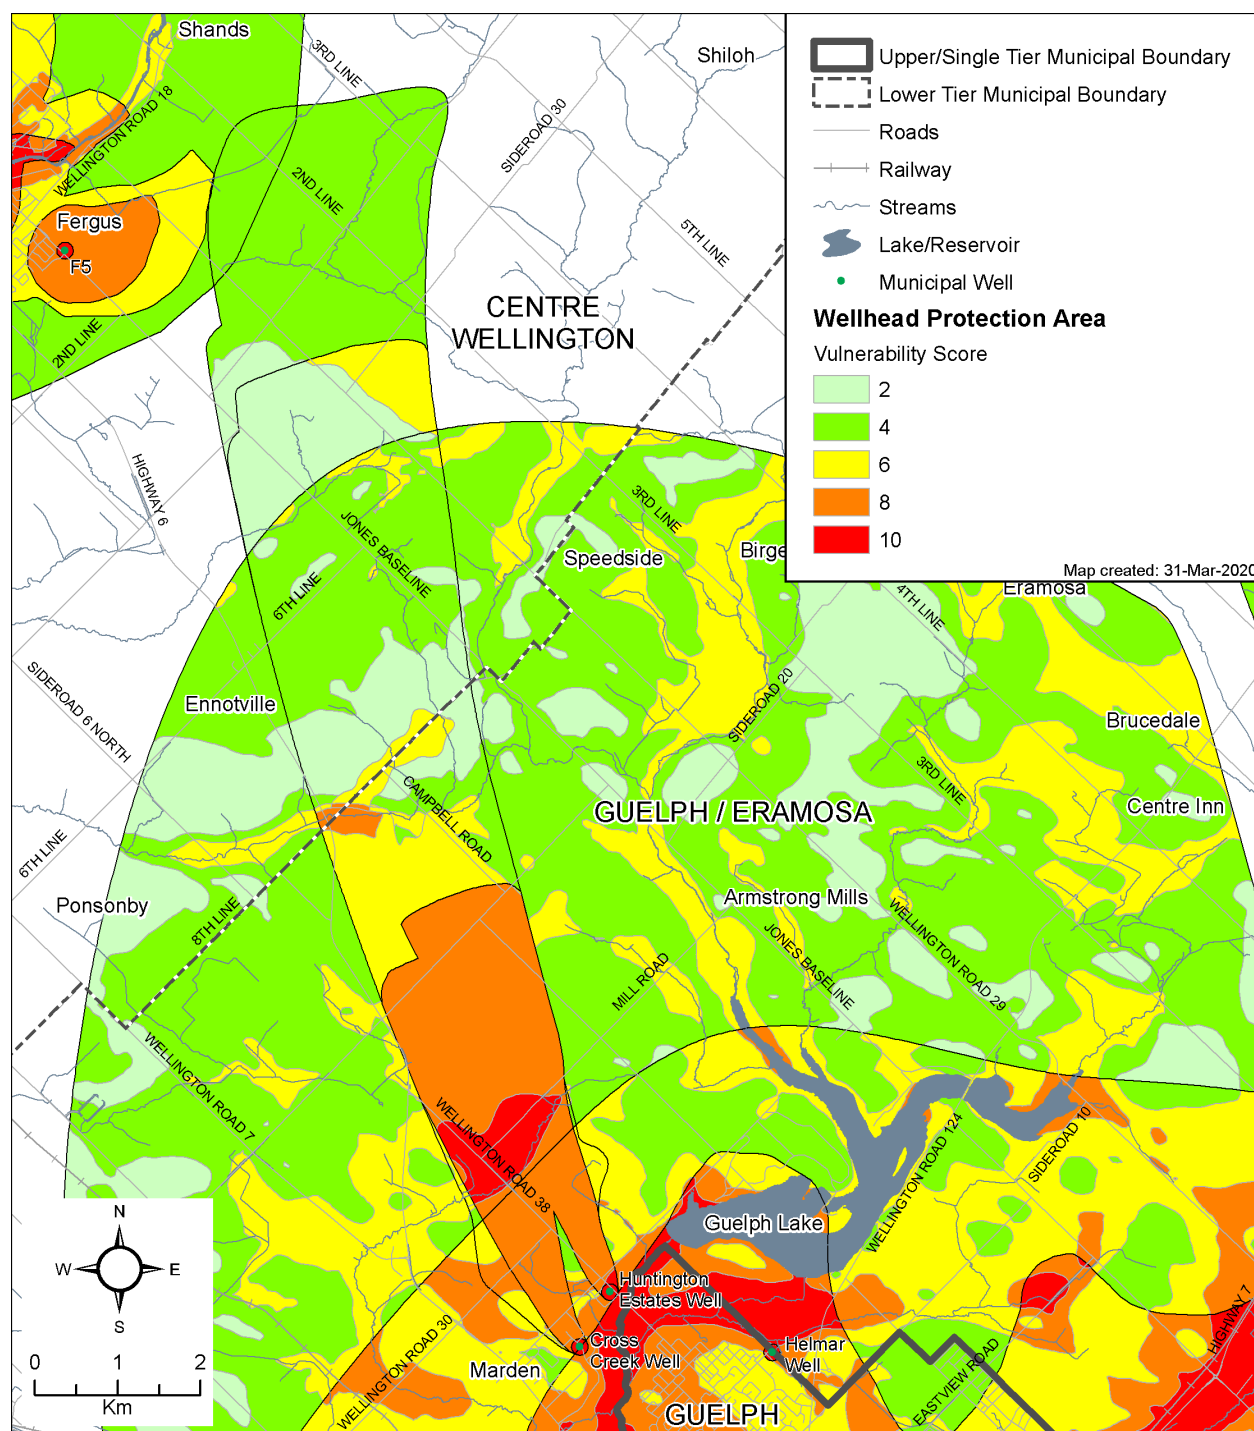 Shands
3RD LINE
Shiloh
WELLINGTON ROAD 18
SIDEROAD 30
2ND LINE
Fergus
F5
5TH LINE
2ND LINE
CENTRE
WELLINGTON
Upper/Single Tier Municipal Boundary
Lower Tier Municipal Boundary
Roads
Railway
Streams
Lake/Reservoir
Municipal Well
Wellhead Protection Area
Vulnerability Score
2
4
6
8
10
Map created: 31-Mar-2020
HIGHWAY 6
JONES BASELINE
3RD LINE
Speedside
Birge
Eramosa
4TH LINE
6TH LINE
SIDEROAD 6 NORTH
Ennotville
SIDEROAD 20
Brucedale
3RD LINE
Centre Inn
CAMPBELL ROAD
GUELPH / ERAMOSA
6TH LINE
Ponsonby
8TH LINE
Armstrong Mills
WELLINGTON ROAD 29
JONES BASELINE
MILL ROAD
WELLINGTON ROAD 7
WELLINGTON ROAD 38
WELLINGTON ROAD 124
SIDEROAD 10
Guelph Lake
N
W
E
S
0
1
2
Km
Huntington
Estates Well
Cross
Creek Well
Helmar
Well
HIGHWAY 7
WELLINGTON ROAD 30
Marden
EASTVIEW ROAD
GUELPH